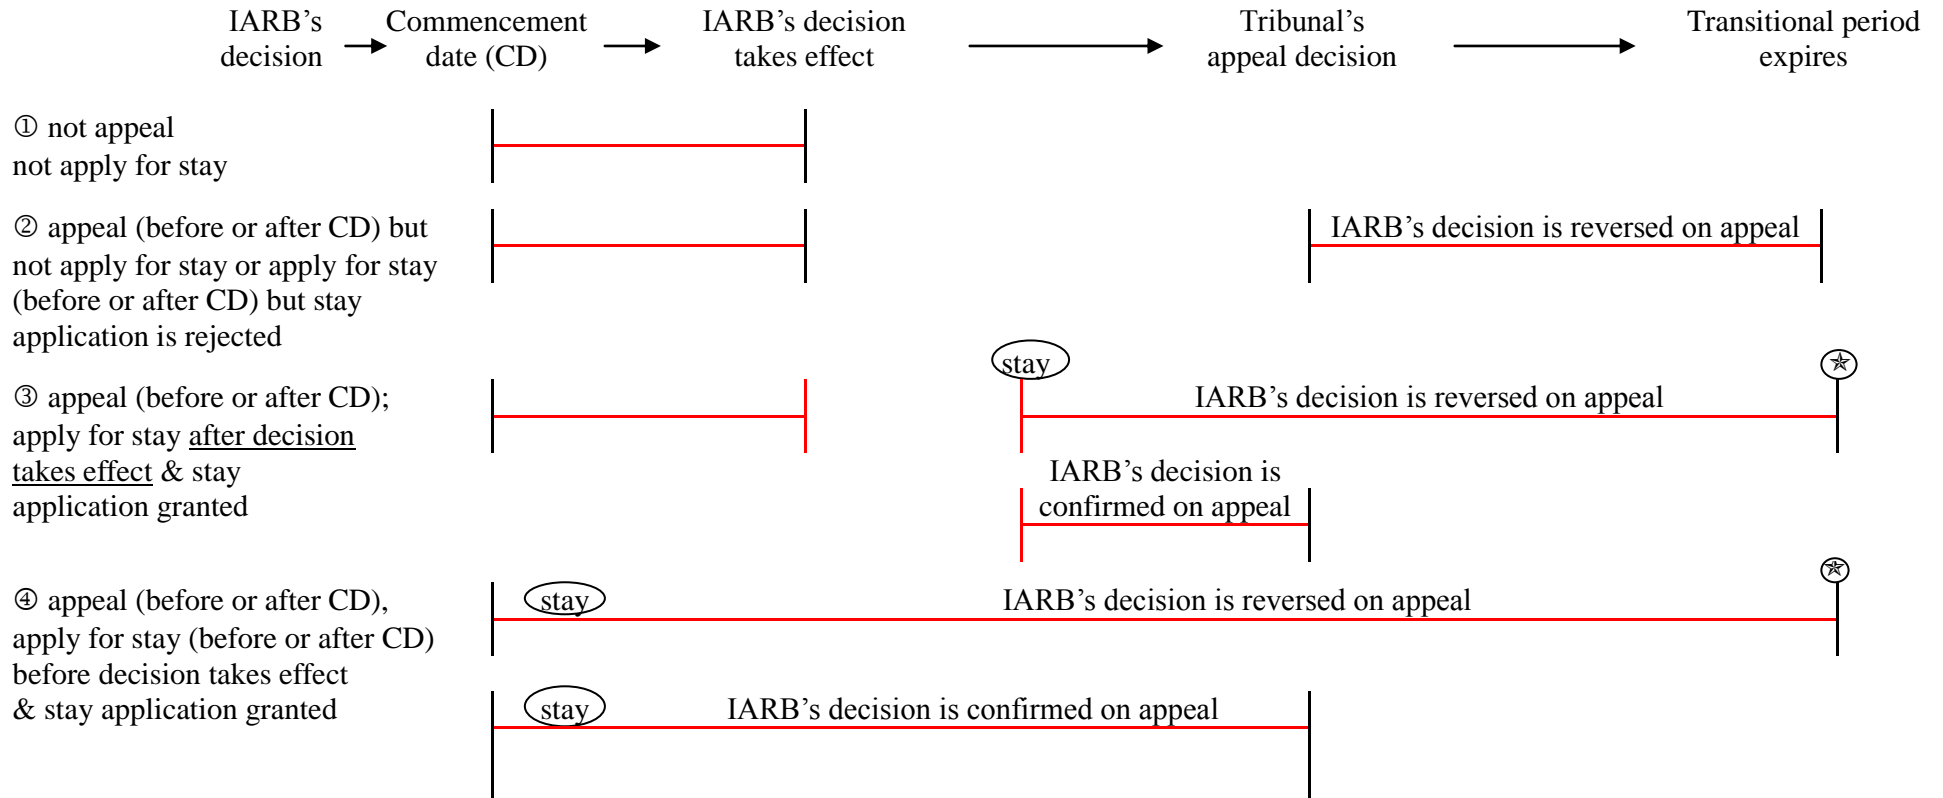 IARB’s decision
Commencement date (CD)
IARB’s decision takes effect
Tribunal’s appeal decision
Transitional period expires
① not appeal
not apply for stay
② appeal (before or after CD) but
not apply for stay or apply for stay
(before or after CD) but stay
application is rejected
IARB’s decision is reversed on appeal
③ appeal (before or after CD);
apply for stay after decision
takes effect & stay
application granted
stay
IARB’s decision is reversed on appeal
IARB’s decision is
confirmed on appeal
④ appeal (before or after CD),
apply for stay (before or after CD)
before decision takes effect
& stay application granted
stay
IARB’s decision is reversed on appeal
stay
IARB’s decision is confirmed on appeal